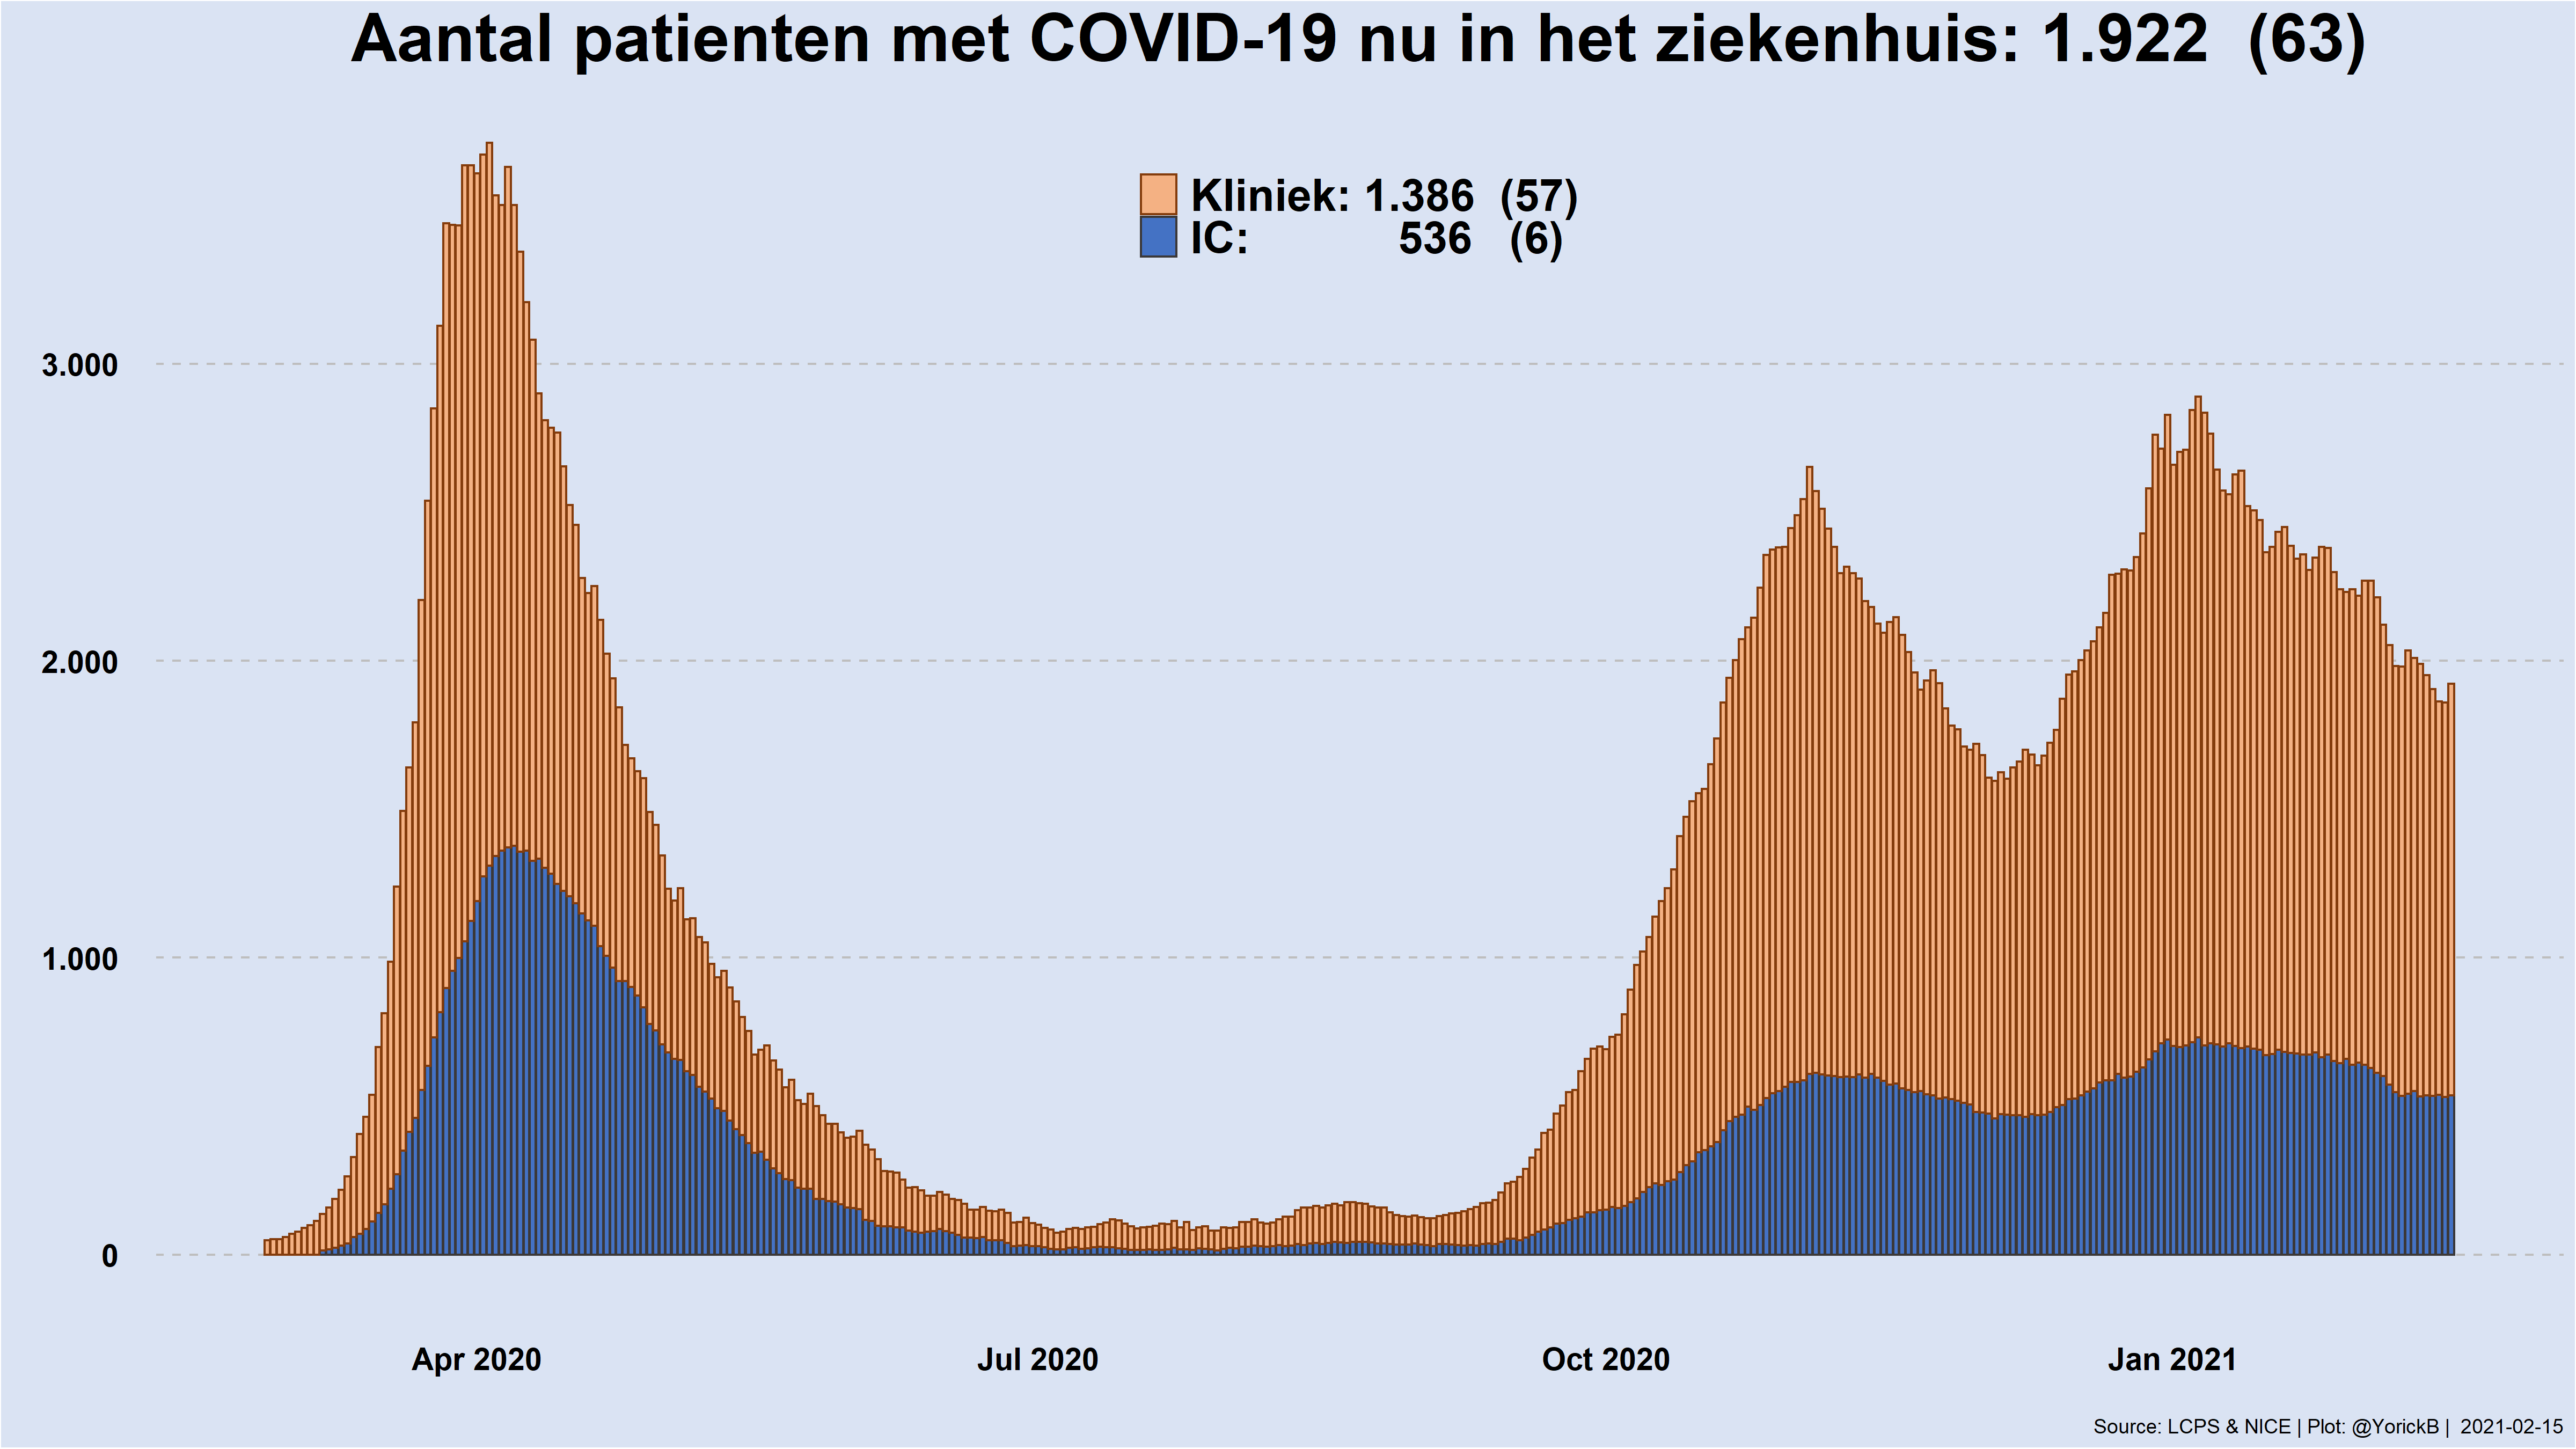 Aantal patienten met COVID-19 nu in het ziekenhuis: 1.922 (63)
Kliniek: 1.386 (57)
IC: 536 (6)
3.000
2.000
1.000
0
Apr 2020 Jul 2020 Oct 2020 Jan 2021
Source: LCPS & NICE | Plot: @YorickB | 2021-02-15